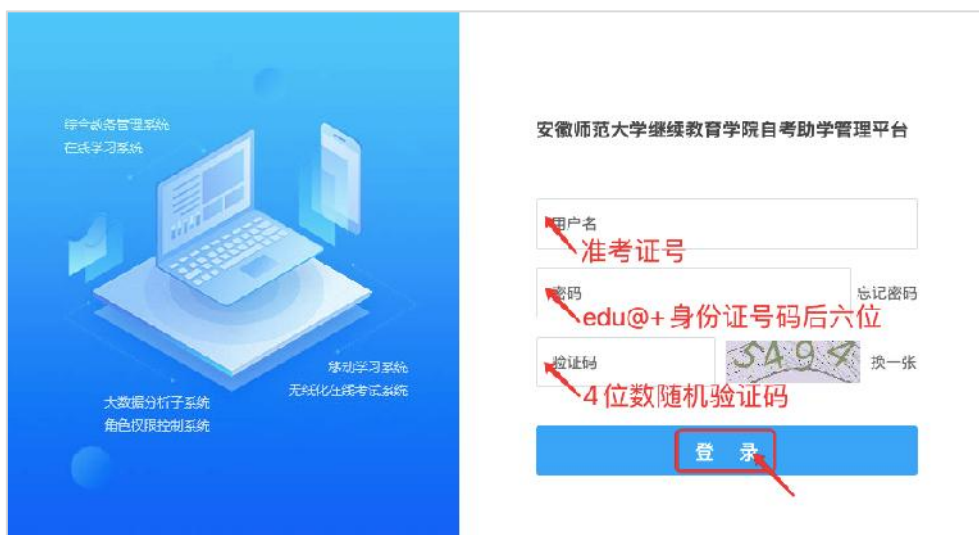 综合教务管理系统
在线学习系统
移动学习系统
无线化在线考试系统
大数据分析子系统
角色权限控制系统
安徽师范大学继续教育学院自考助学管理平台
用户名
准考证号
密码
忘记密码
edu@+身份证号码后六位
验证码
5494
换一张
4位数随机验证码
登 录